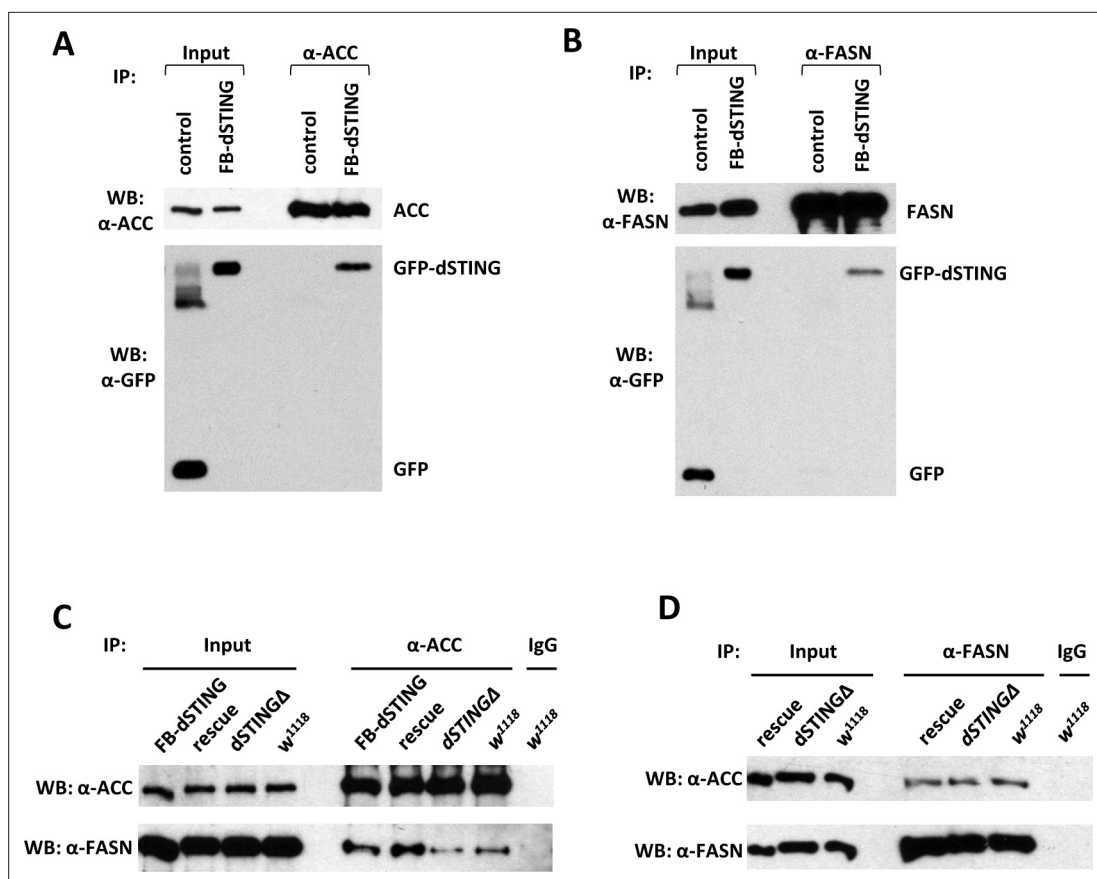 A
IP:
Input
α-ACC
control
FB-dSTING
control
FB-dSTING
WB:
α-ACC
ACC
GFP-dSTING
WB:
α-GFP
GFP
B
IP:
Input
α-FASN
control
FB-dSTING
control
FB-dSTING
WB:
α-FASN
FASN
GFP-dSTING
WB:
α-GFP
GFP
C
IP:
Input
α-ACC
IgG
FB-dSTING
rescue
dSTINGΔ
w¹¹¹⁸
FB-dSTING
rescue
dSTINGΔ
w¹¹¹⁸
w¹¹¹⁸
WB: α-ACC
WB: α-FASN
D
IP:
Input
α-FASN
IgG
rescue
dSTINGΔ
w¹¹¹⁸
rescue
dSTINGΔ
w¹¹¹⁸
w¹¹¹⁸
WB: α-ACC
WB: α-FASN